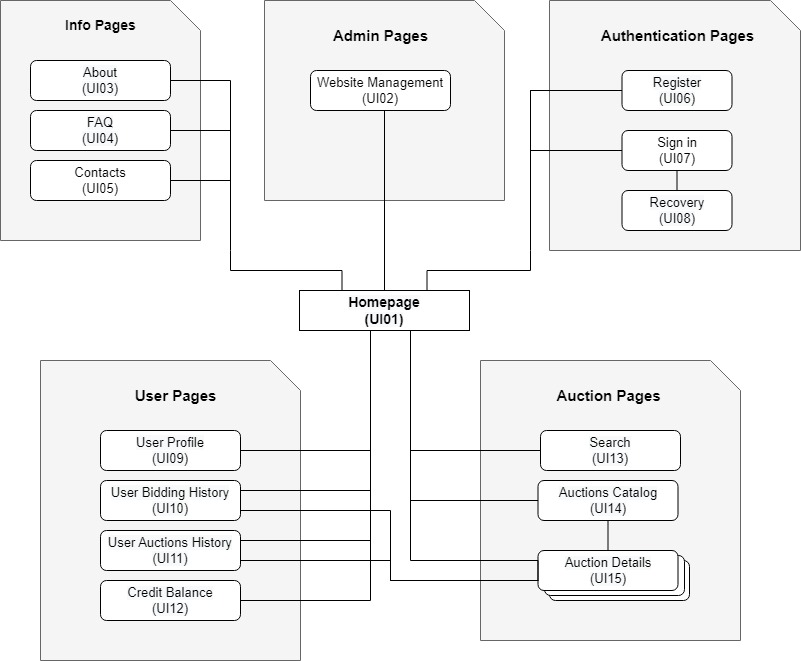 Info Pages
About
(UI03)
FAQ
(UI04)
Contacts
(UI05)
Admin Pages
Website Management
(UI02)
Authentication Pages
Register
(UI06)
Sign in
(UI07)
Recovery
(UI08)
Homepage
(UI01)
User Pages
User Profile
(UI09)
User Bidding History
(UI10)
User Auctions History
(UI11)
Credit Balance
(UI12)
Auction Pages
Search
(UI13)
Auctions Catalog
(UI14)
Auction Details
(UI15)